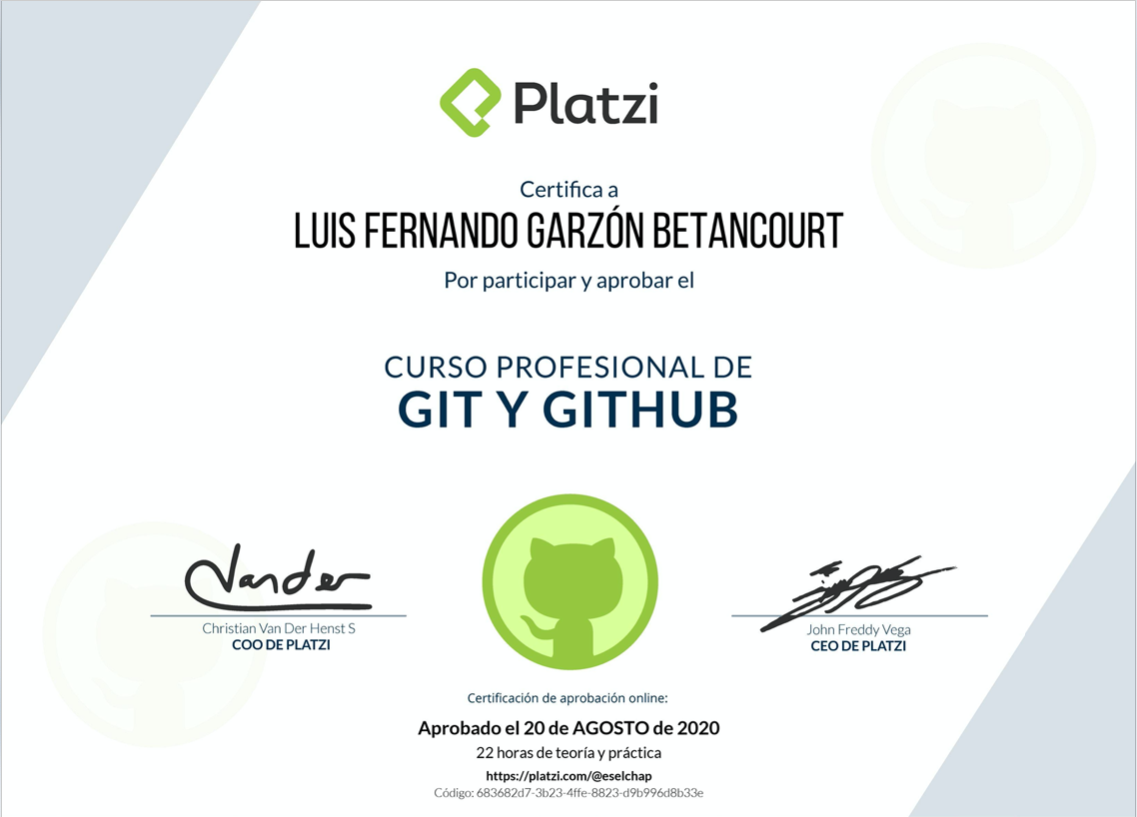 Platzi
Certifica a
LUIS FERNANDO GARZÓN BETANCOURT
Por participar y aprobar el
CURSO PROFESIONAL DE
GIT Y GITHUB
Vander
Christian Van Der Henst S
COO DE PLATZI
John Freddy Vega
CEO DE PLATZI
Certificación de aprobación online:
Aprobado el 20 de AGOSTO de 2020
22 horas de teoría y práctica
https://platzi.com/@eselchap
Código: 683682d7-3b23-4ffe-8823-d9b996d8b33e